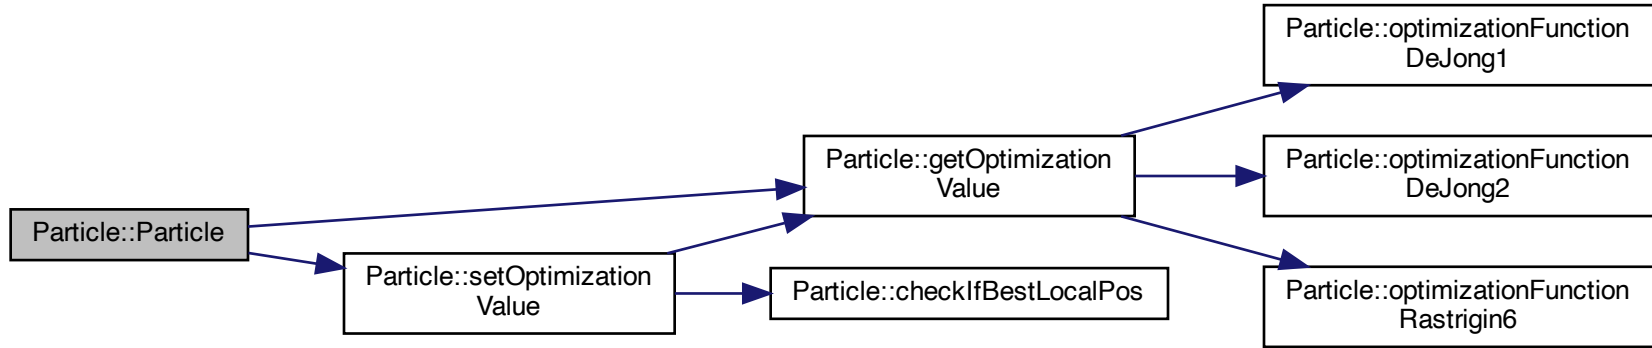 Particle::Particle
Particle::setOptimization
Value
Particle::getOptimization
Value
Particle::checkIfBestLocalPos
Particle::optimizationFunction
DeJong1
Particle::optimizationFunction
DeJong2
Particle::optimizationFunction
Rastrigin6